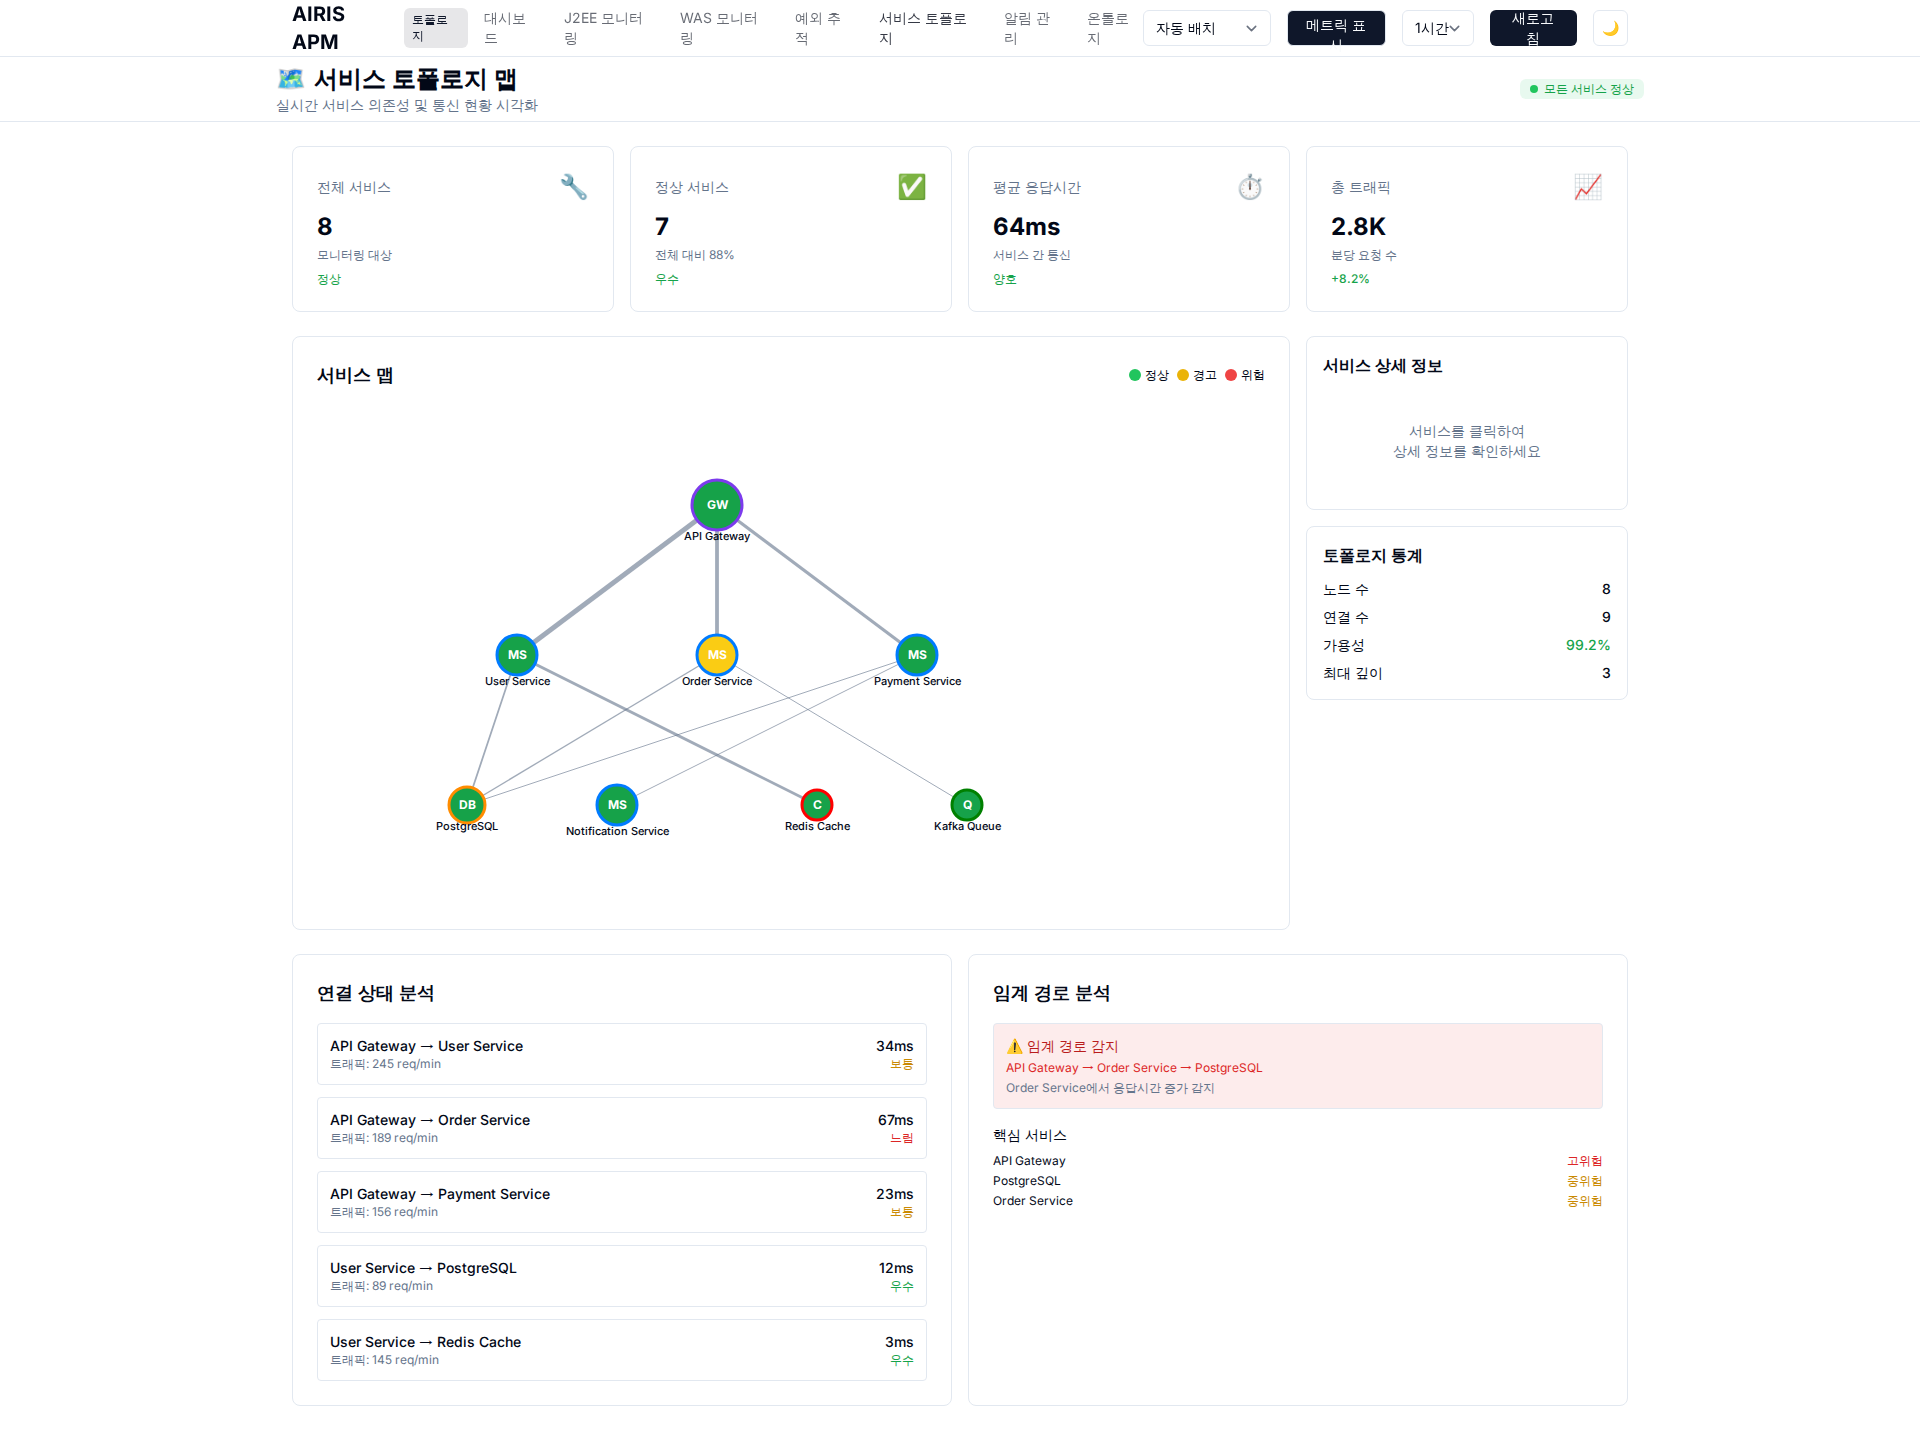 AIRIS
APM
토폴로
지
대시보
드
J2EE 모니터
링
WAS 모니터
링
예외 추
적
서비스 토폴로
지
알림 관
리
온톨로
지
자동 배치
메트릭 표
시
1시간
새로고
침
서비스 토폴로지 맵
실시간 서비스 의존성 및 통신 현황 시각화
모든 서비스 정상
전체 서비스
8
모니터링 대상
정상
정상 서비스
7
전체 대비 88%
우수
평균 응답시간
64ms
서비스 간 통신
양호
총 트래픽
2.8K
분당 요청 수
+8.2%
서비스 맵
정상
경고
위험
GW
API Gateway
MS
User Service
MS
Order Service
MS
Payment Service
DB
PostgreSQL
MS
Notification Service
C
Redis Cache
Q
Kafka Queue
서비스 상세 정보
서비스를 클릭하여
상세 정보를 확인하세요
토폴로지 통계
노드 수 8
연결 수 9
가용성 99.2%
최대 깊이 3
연결 상태 분석
API Gateway → User Service 34ms
트래픽: 245 req/min 보통
API Gateway → Order Service 67ms
트래픽: 189 req/min 느림
API Gateway → Payment Service 23ms
트래픽: 156 req/min 보통
User Service → PostgreSQL 12ms
트래픽: 89 req/min 우수
User Service → Redis Cache 3ms
트래픽: 145 req/min 우수
임계 경로 분석
⚠️ 임계 경로 감지
API Gateway → Order Service → PostgreSQL
Order Service에서 응답시간 증가 감지
핵심 서비스
API Gateway 고위험
PostgreSQL 중위험
Order Service 중위험